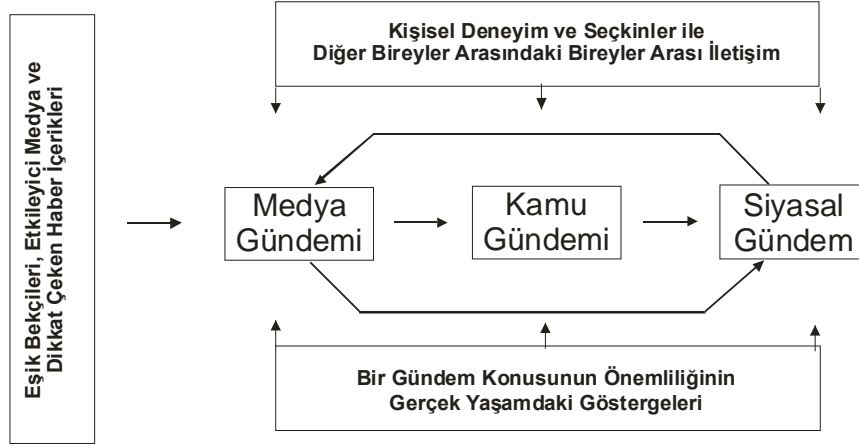 Eşik Bekçileri, Etkileyici Medya ve
Dikkat Çeken Haber İçerikleri
Kişisel Deneyim ve Seçkinler ile
Diğer Bireyler Arasındaki Bireyler Arası İletişim
Medya
Gündemi
Kamu
Gündemi
Siyasal
Gündem
Bir Gündem Konusunun Önemliliğinin
Gerçek Yaşamdaki Göstergeleri